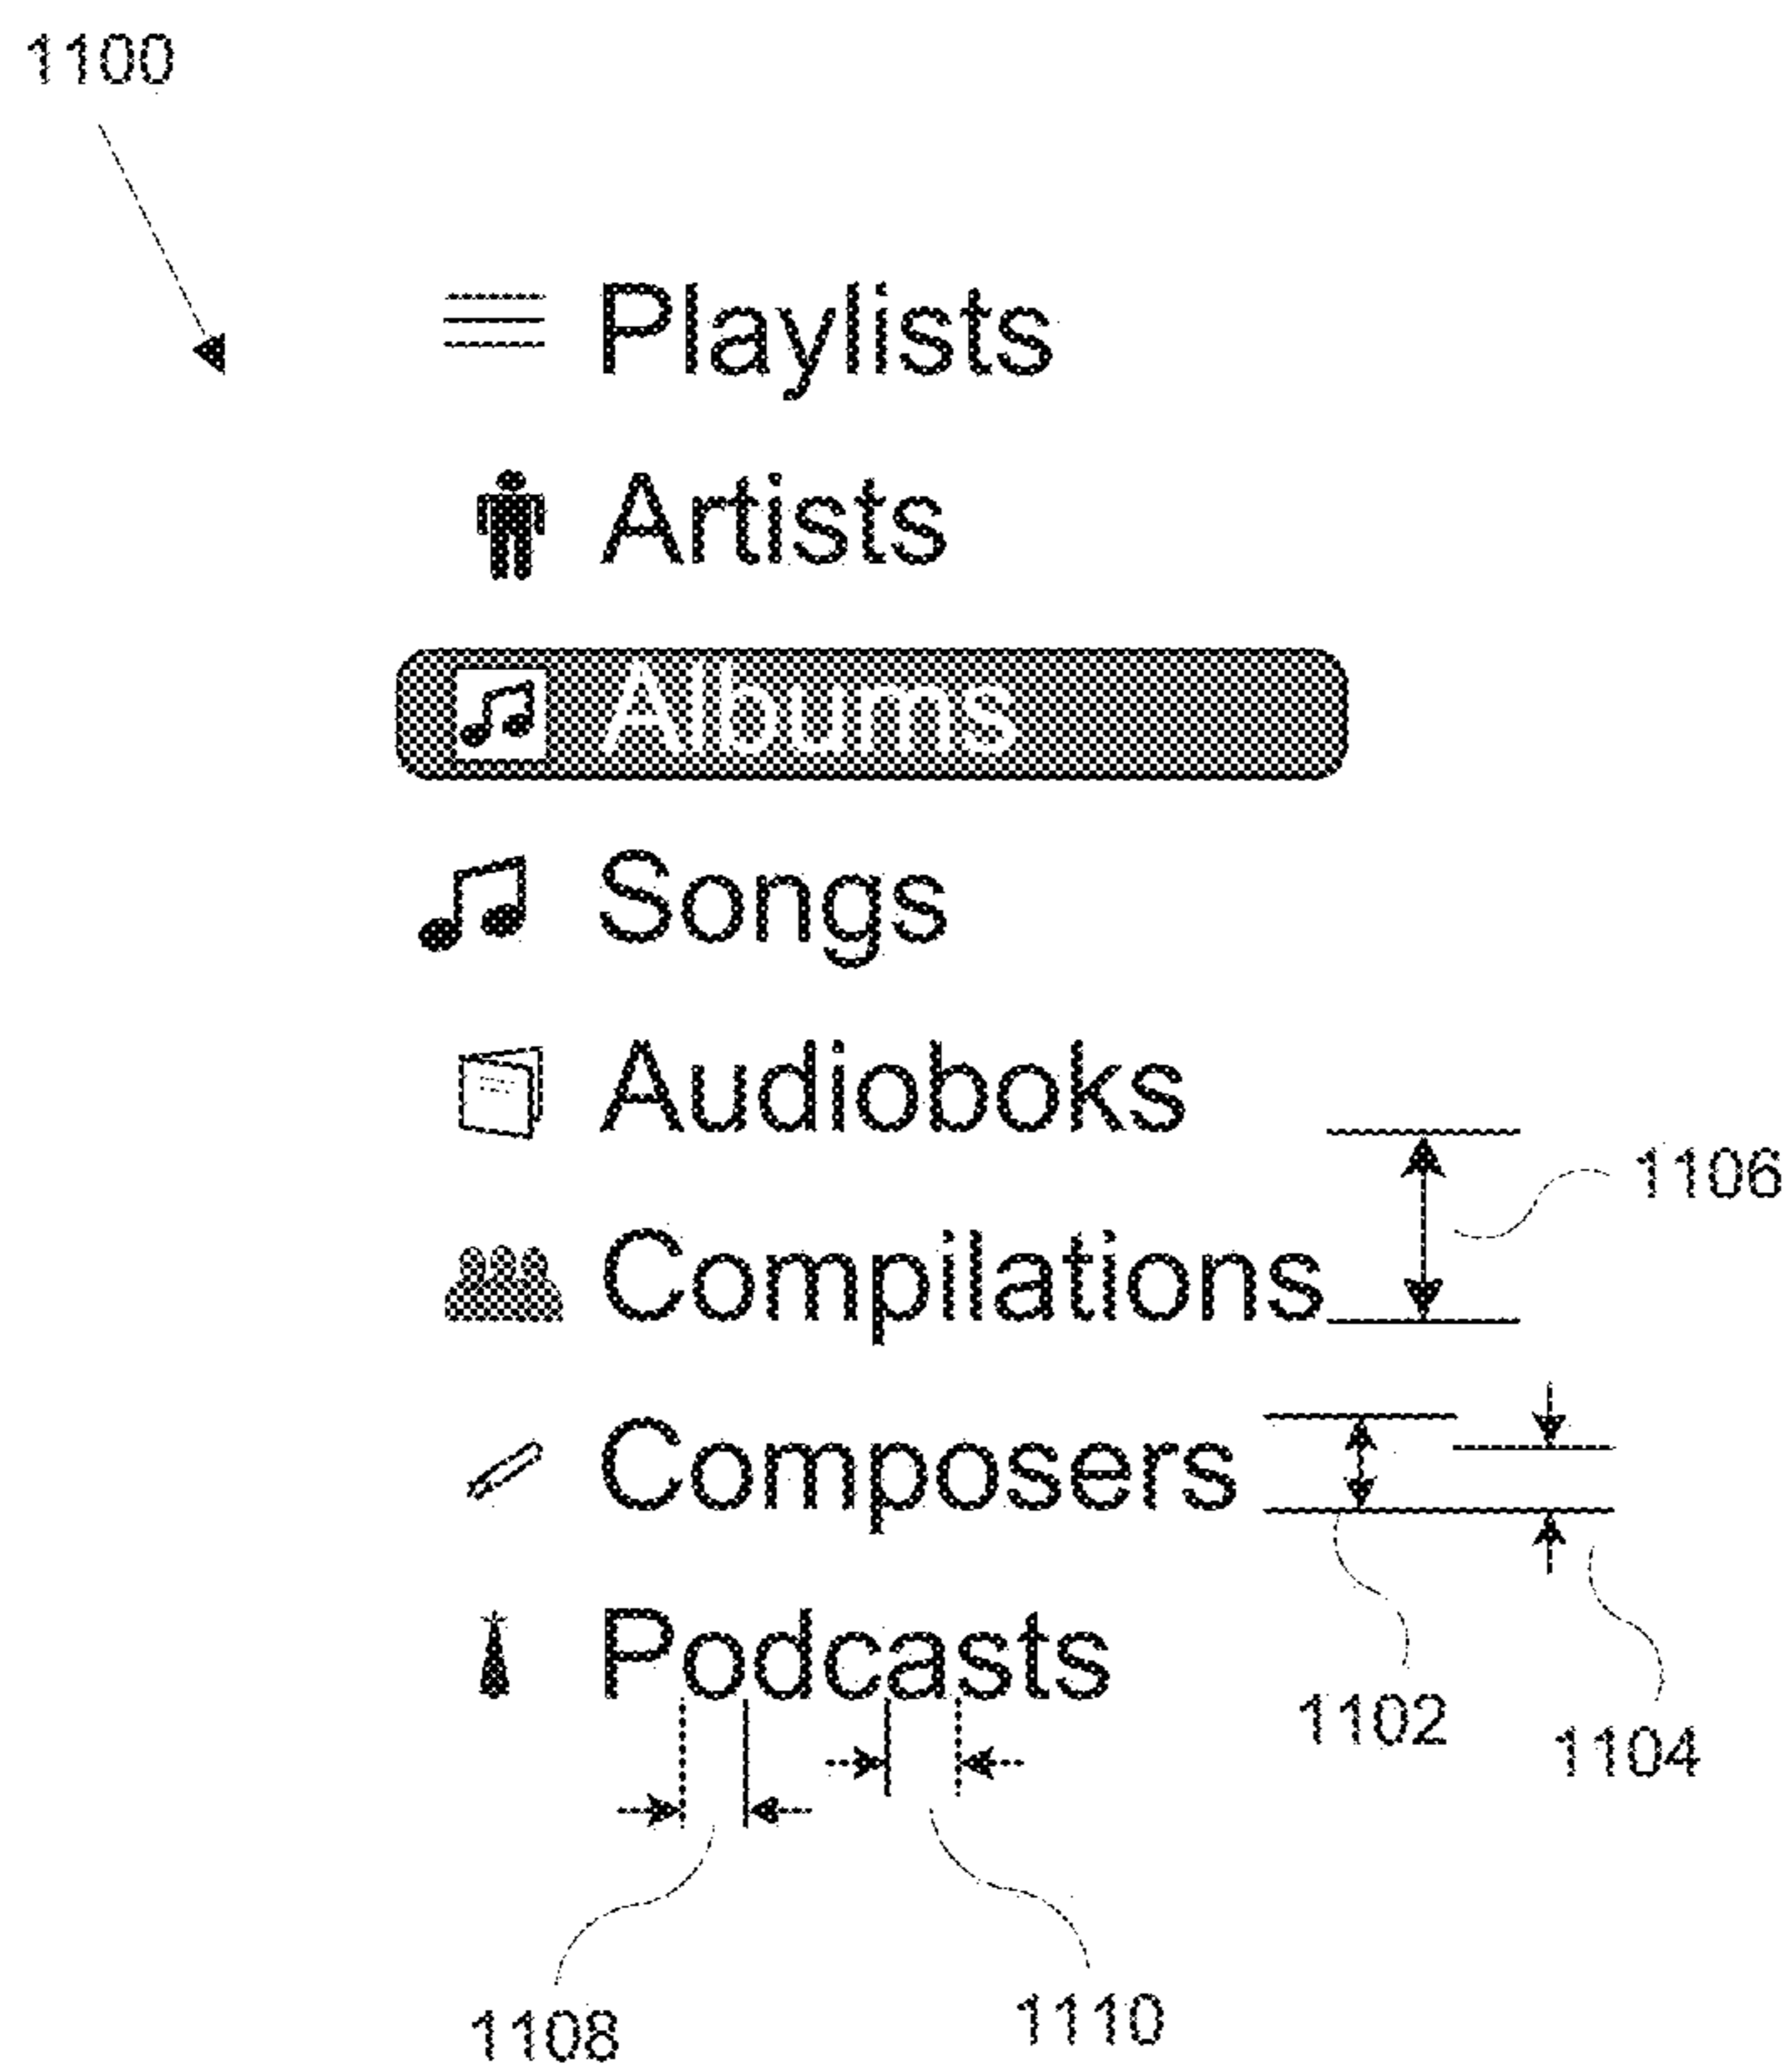 1100
Playlists
Artists
Albums
Songs
Audioboks
1106
Compilations
Composers
Podcasts
1102
1104
1108
1110